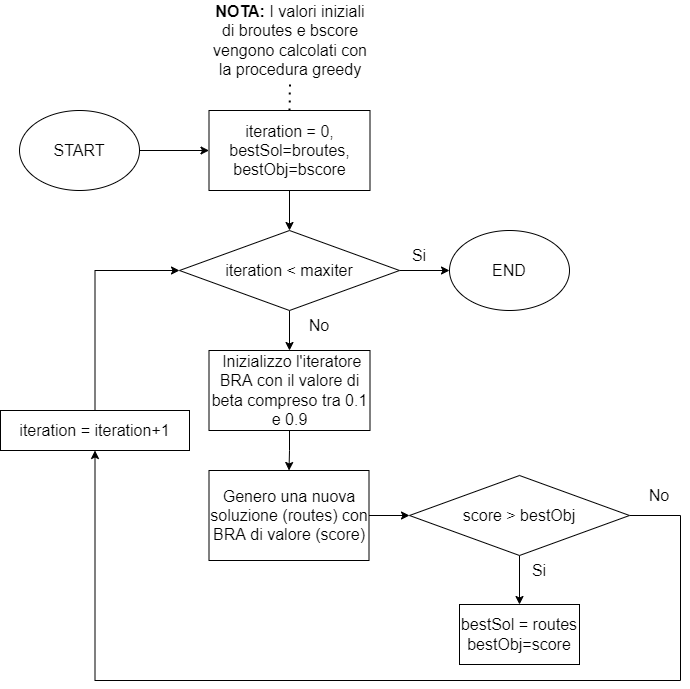 NOTA: I valori iniziali
di broutes e bscore
vengono calcolati con
la procedura greedy
START
iteration = 0,
bestSol=broutes,
bestObj=bscore
iteration < maxiter
Si
END
No
Inizializzo l'iteratore
BRA con il valore di
beta compreso tra 0.1
e 0.9
iteration = iteration+1
Genero una nuova
soluzione (routes) con
BRA di valore (score)
score > bestObj
No
Si
bestSol = routes
bestObj=score